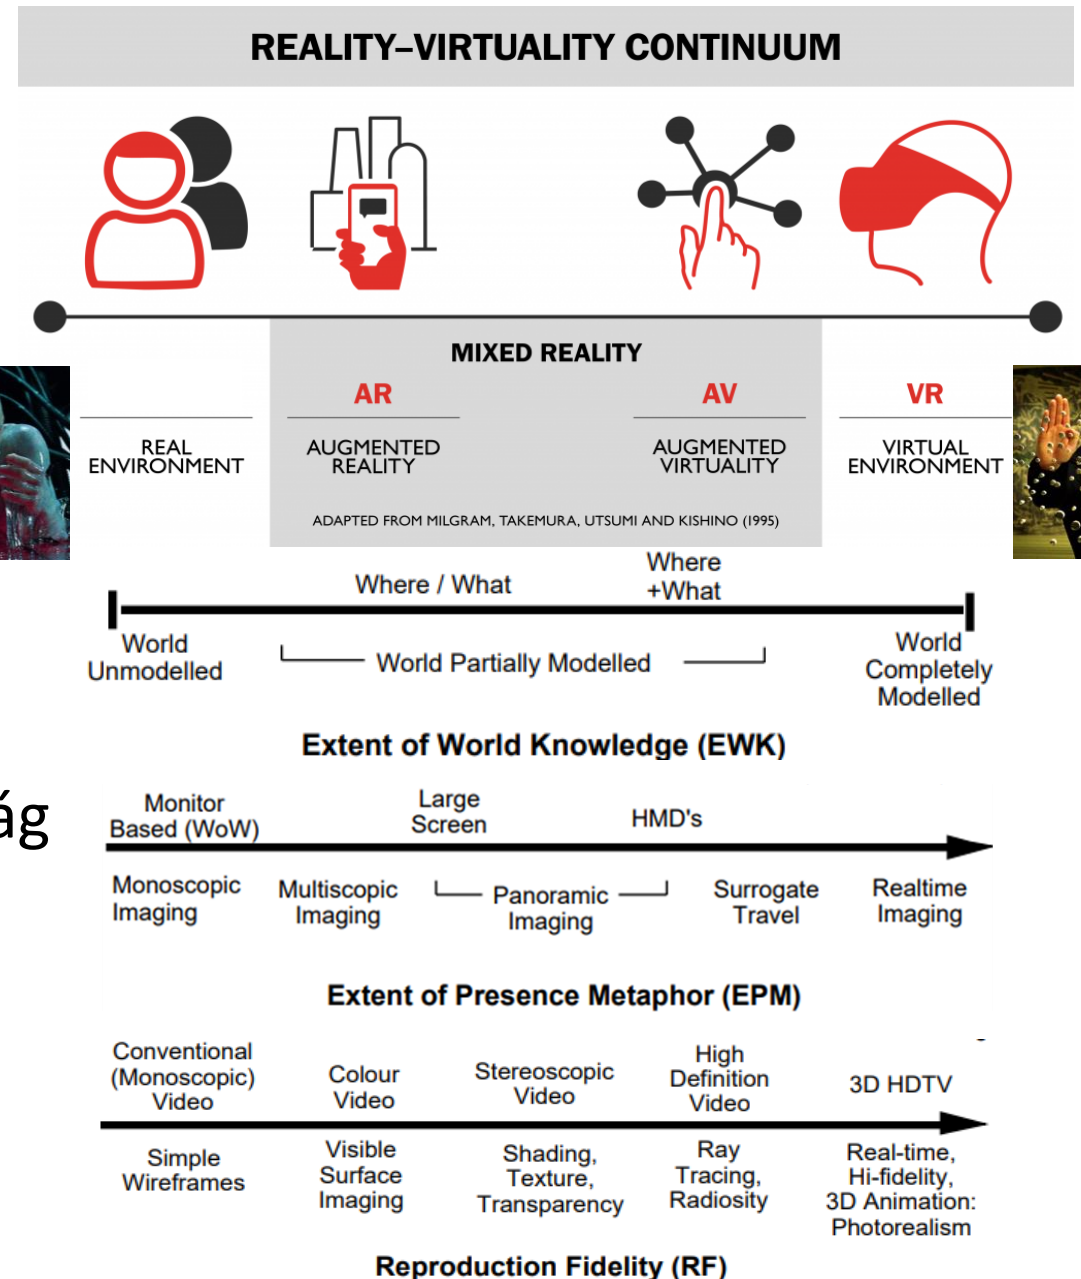 REALITY–VIRTUALITY CONTINUUM
MIXED REALITY
AR
AV
VR
REAL
ENVIRONMENT
AUGMENTED
REALITY
AUGMENTED
VIRTUALITY
VIRTUAL
ENVIRONMENT
ADAPTED FROM MILGRAM, TAKEMURA, UTSUMI AND KISHINO (1995)
Where / What
Where
+What
World
Unmodelled
World Partially Modelled
World
Completely
Modelled
Extent of World Knowledge (EWK)
ág
Monitor
Based (WoW)
Large
Screen
HMD's
Monoscopic
Imaging
Multiscopic
Imaging
Panoramic
Imaging
Surrogate
Travel
Realtime
Imaging
Extent of Presence Metaphor (EPM)
Conventional
(Monoscopic)
Video
Colour
Video
Stereoscopic
Video
High
Definition
Video
3D HDTV
Simple
Wireframes
Visible
Surface
Imaging
Shading,
Texture,
Transparency
Ray
Tracing,
Radiosity
Real-time,
Hi-fidelity,
3D Animation:
Photorealism
Reproduction Fidelity (RF)